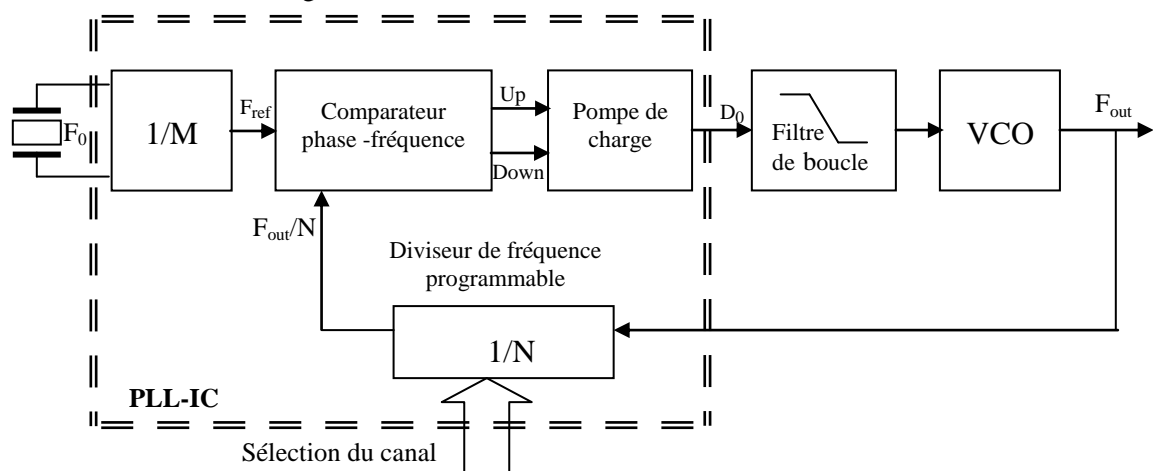 F0
1/M
Fref
Comparateur
phase -fréquence
Up
Down
Pompe de
charge
D0
Filtre
de boucle
VCO
Fout
Fout/N
Diviseur de fréquence
programmable
1/N
PLL-IC
Sélection du canal